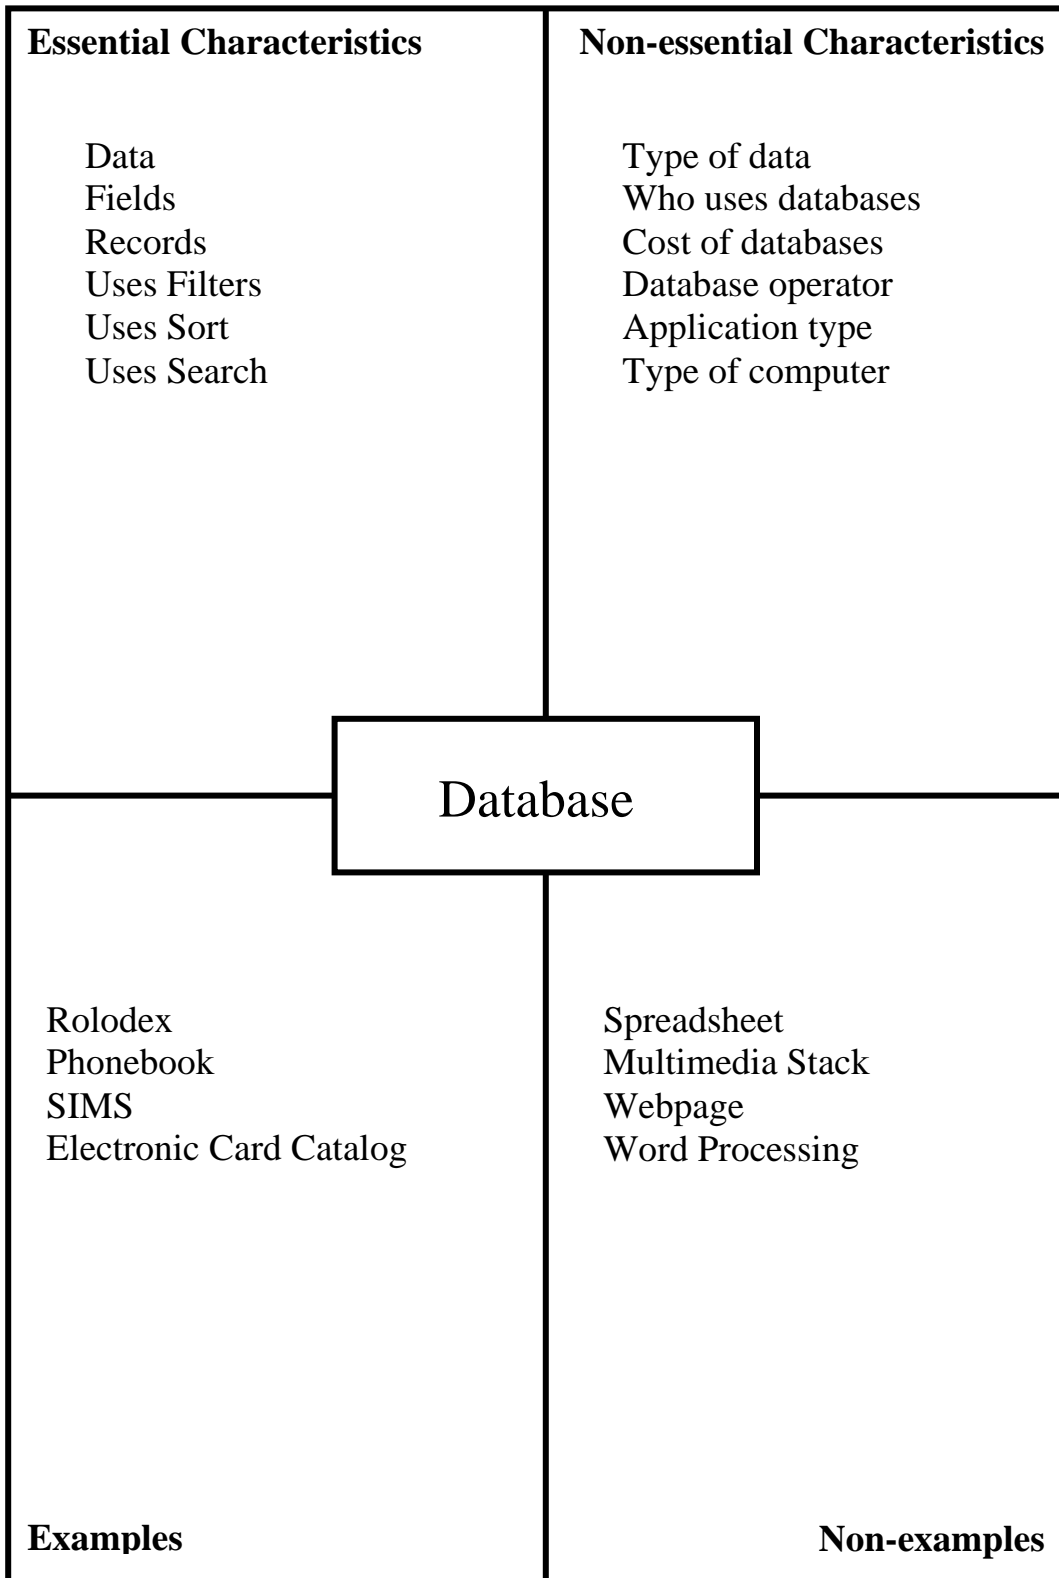 Essential Characteristics
Data
Fields
Records
Uses Filters
Uses Sort
Uses Search
Non-essential Characteristics
Type of data
Who uses databases
Cost of databases
Database operator
Application type
Type of computer
Database
Rolodex
Phonebook
SIMS
Electronic Card Catalog
Examples
Spreadsheet
Multimedia Stack
Webpage
Word Processing
Non-examples